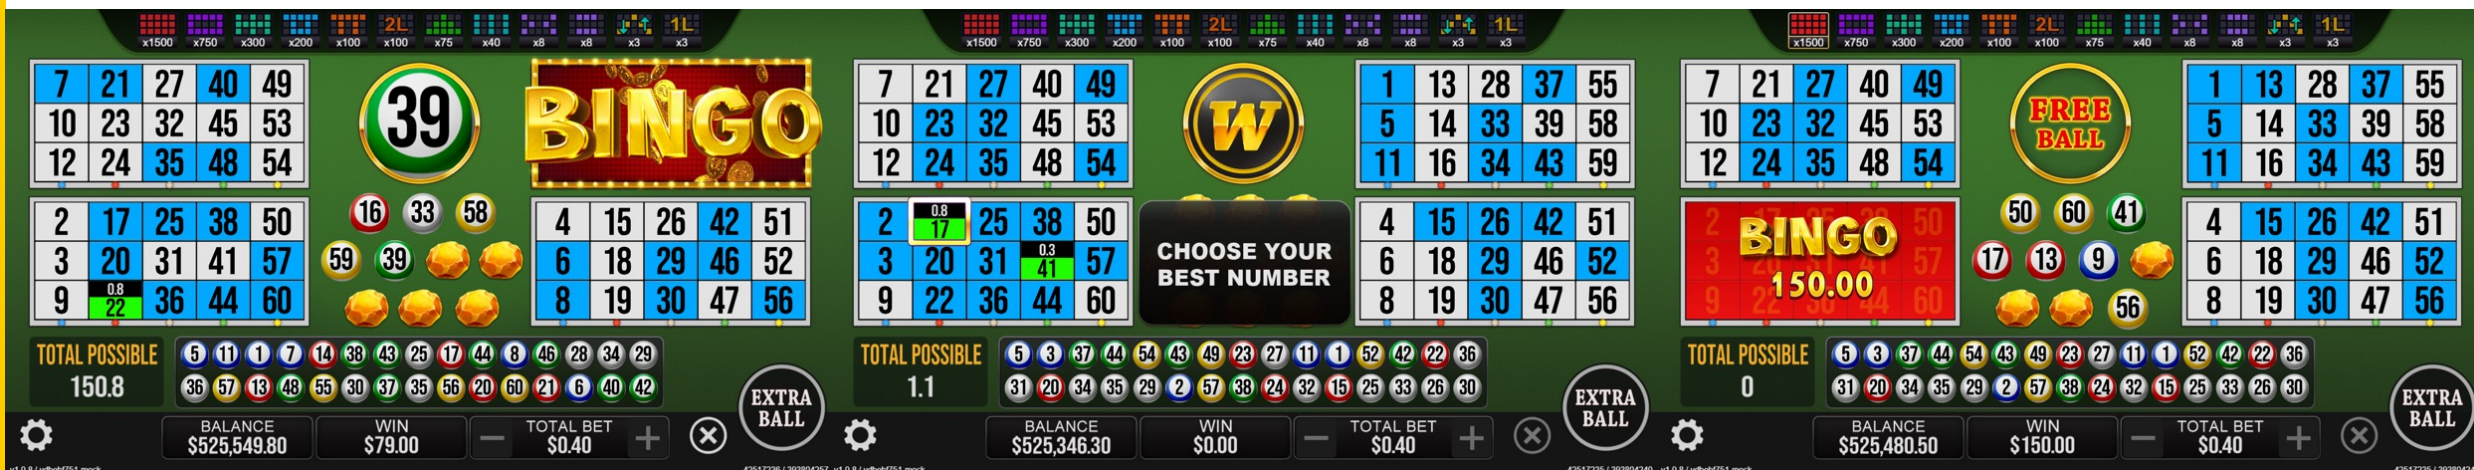 x1500 x750 x300 x200 x100 2L x100 x75 x40 x8 x8 x3 1L x3
7 21 27 40 49
10 23 32 45 53
12 24 35 48 54
39
BINGO
2 17 25 38 50
3 20 31 41 57
9 0.8 22 36 44 60
16 33 58
59 39
4 15 26 42 51
6 18 29 46 52
8 19 30 47 56
TOTAL POSSIBLE
150.8
5 11 1 7 14 38 43 25 17 44 8 46 28 34 29
36 57 13 48 55 30 37 35 56 20 60 21 6 40 42
EXTRA
BALL
BALANCE
$525,549.80
WIN
$79.00
TOTAL BET
$0.40
x1500 x750 x300 x200 x100 2L x100 x75 x40 x8 x8 x3 1L x3
7 21 27 40 49
10 23 32 45 53
12 24 35 48 54
W
1 13 28 37 55
5 14 33 39 58
11 16 34 43 59
2 0.8 17 25 38 50
3 20 31 0.3 41 57
9 22 36 44 60
CHOOSE YOUR
BEST NUMBER
4 15 26 42 51
6 18 29 46 52
8 19 30 47 56
TOTAL POSSIBLE
1.1
5 3 37 44 54 43 49 23 27 11 1 52 42 22 36
31 20 34 35 29 2 57 38 24 32 15 25 33 26 30
EXTRA
BALL
BALANCE
$525,346.30
WIN
$0.00
TOTAL BET
$0.40
x1500 x750 x300 x200 x100 2L x100 x75 x40 x8 x8 x3 1L x3
7 21 27 40 49
10 23 32 45 53
12 24 35 48 54
FREE
BALL
1 13 28 37 55
5 14 33 39 58
11 16 34 43 59
BINGO
150.00
50 60 41
17 13 9
56
4 15 26 42 51
6 18 29 46 52
8 19 30 47 56
TOTAL POSSIBLE
0
5 3 37 44 54 43 49 23 27 11 1 52 42 22 36
31 20 34 35 29 2 57 38 24 32 15 25 33 26 30
EXTRA
BALL
BALANCE
$525,480.50
WIN
$150.00
TOTAL BET
$0.40